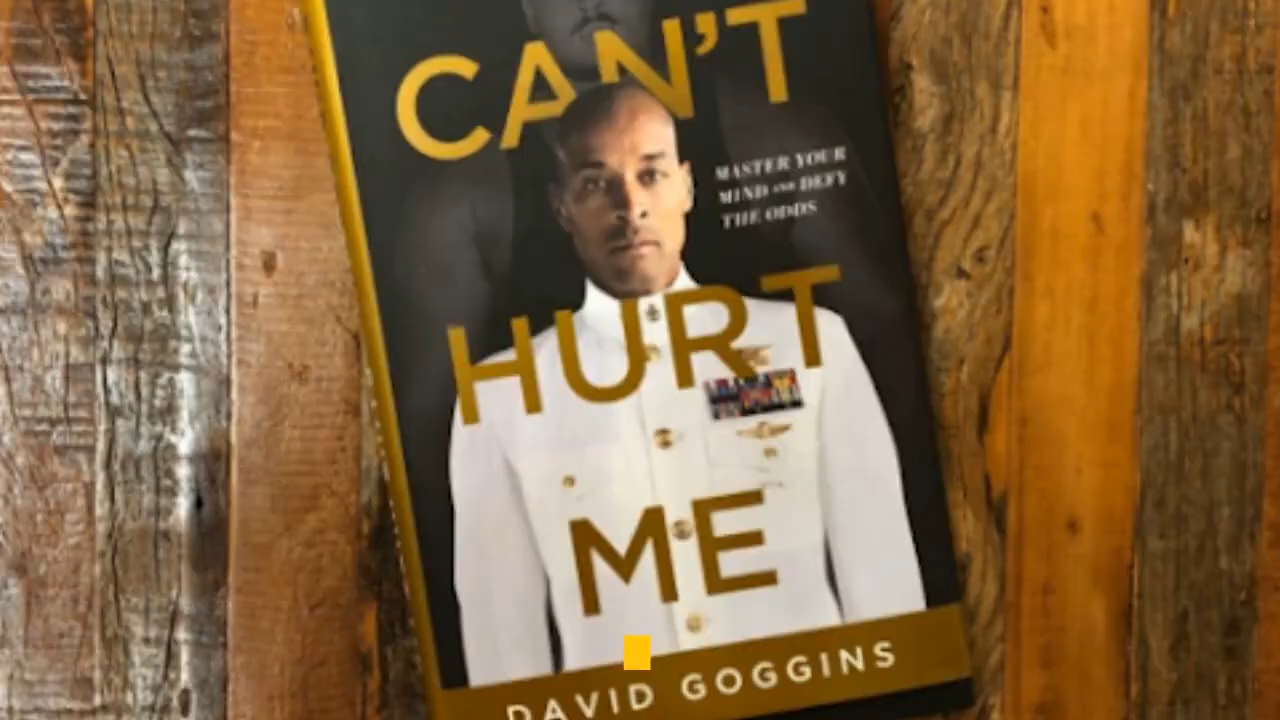 CAN'T
MASTER YOUR
MIND AND DEFY
THE ODDS
HURT
ME
DAVID GOGGINS